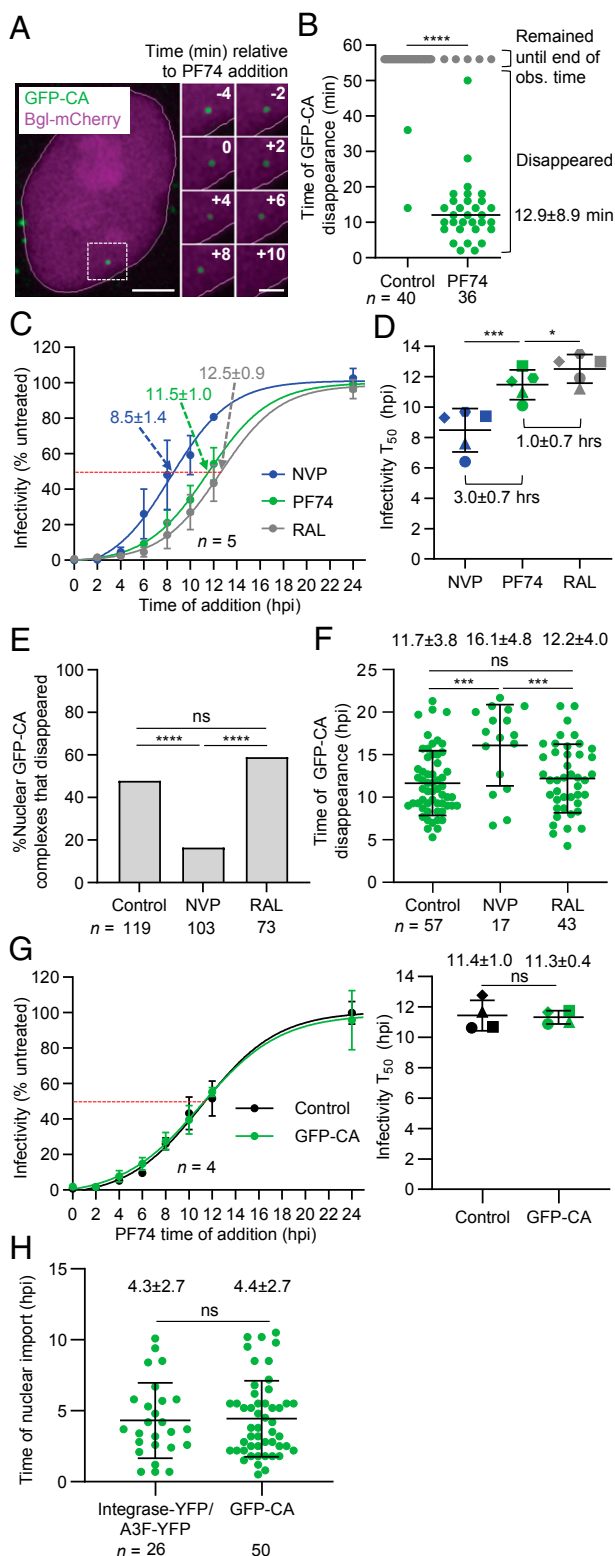 A
Time (min) relative
to PF74 addition
GFP-CA
Bgl-mCherry
-4
-2
0
+2
+4
+6
+8
+10
B
****
Remained
until end of
obs. time
Disappeared
12.9±8.9 min
Time of GFP-CA
disappearance (min)
60
50
40
30
20
10
0
Control PF74
n = 40 36
C
Infectivity (% untreated)
120
100
80
60
40
20
0
12.5±0.9
11.5±1.0
8.5±1.4
NVP
PF74
RAL
n = 5
0 2 4 6 8 10 12 14 16 18 20 22 24
Time of addition (hpi)
D
Infectivity T50 (hpi)
16
14
12
10
8
6
4
2
0
*** *
1.0±0.7 hrs
3.0±0.7 hrs
NVP PF74 RAL
E
%Nuclear GFP-CA
complexes that disappeared
100
80
60
40
20
0
ns
**** ****
Control NVP RAL
n = 119 103 73
F
11.7±3.8 16.1±4.8 12.2±4.0
ns
*** ***
Time of GFP-CA
disappearance (hpi)
25
20
15
10
5
0
Control NVP RAL
n = 57 17 43
G
Infectivity (% untreated)
120
100
80
60
40
20
0
Control
GFP-CA
n = 4
0 2 4 6 8 10 12 14 16 18 20 22 24
PF74 time of addition (hpi)
11.4±1.0 11.3±0.4
ns
Infectivity T50 (hpi)
14
12
10
8
6
4
2
0
Control GFP-CA
H
4.3±2.7 4.4±2.7
ns
Time of nuclear import (hpi)
15
10
5
0
Integrase-YFP/
A3F-YFP
GFP-CA
n = 26 50